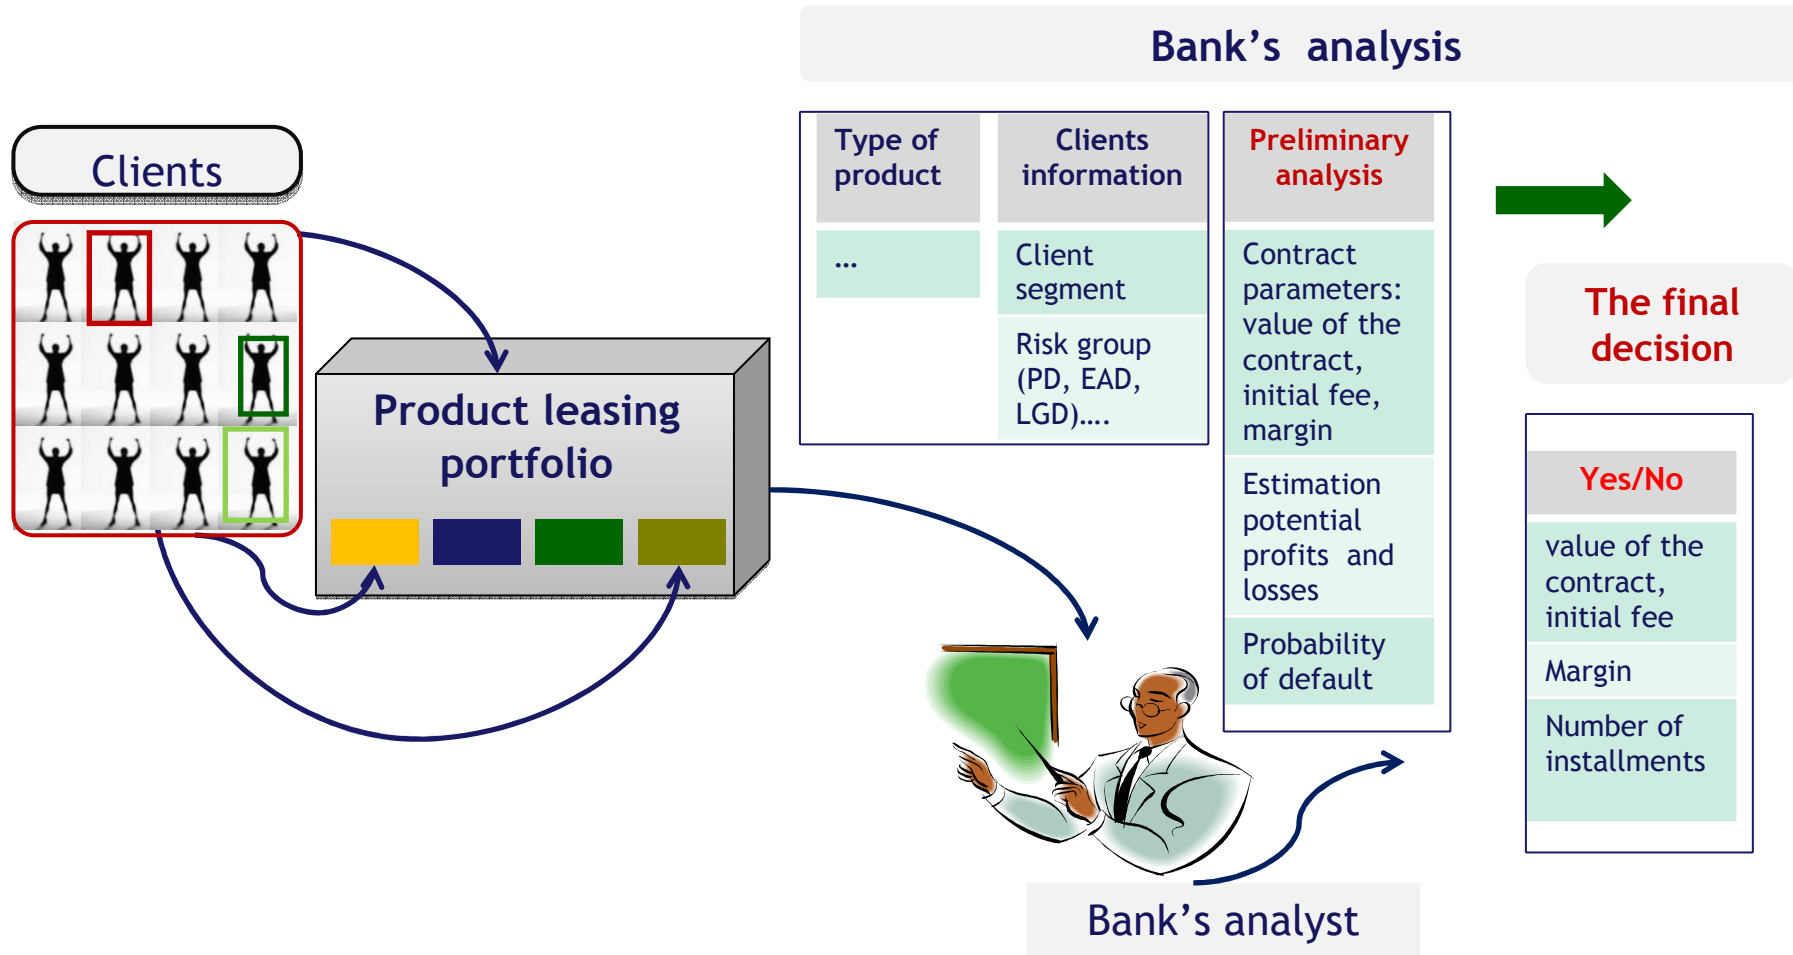 Bank's  analysis
Clients
Product leasing
portfolio
Type of
product
...
Clients
information
Client
segment
Risk group
(PD, EAD,
LGD)....
Preliminary
analysis
Contract
parameters:
value of the
contract,
initial fee,
margin
Estimation
potential
profits  and
losses
Probability
of default
The final
decision
Yes/No
value of the
contract,
initial fee
Margin
Number of
installments
Bank's analyst